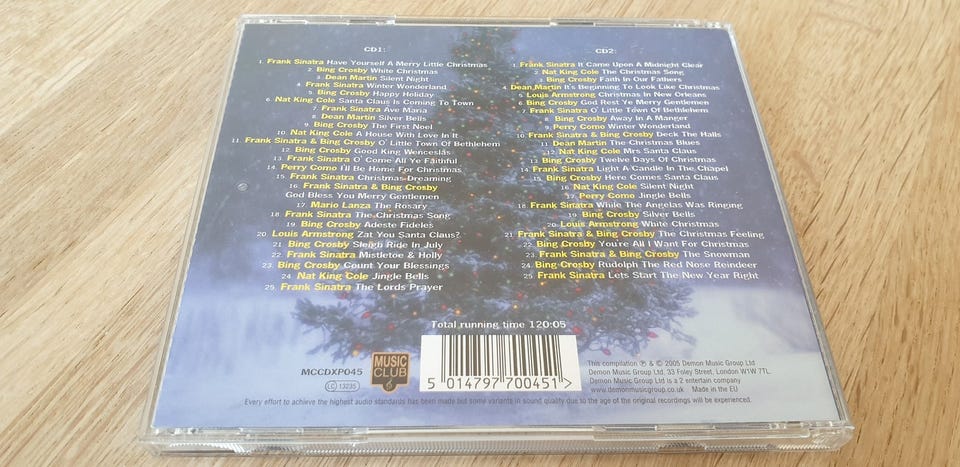 CD1:
1. Frank Sinatra Have Yourself A Merry Little Christmas
2. Bing Crosby White Christmas
3. Dean Martin Silent Night
4. Frank Sinatra Winter Wonderland
5. Bing Crosby Happy Holiday
6. Nat King Cole Santa Claus Is Coming To Town
7. Frank Sinatra Ave Maria
8. Dean Martin Silver Bells
9. Bing Crosby The First Noel
10. Nat King Cole A House With Love In It
11. Frank Sinatra & Bing Crosby O' Little Town Of Bethlehem
12. Bing Crosby Good King Wenceslas
13. Frank Sinatra O' Come All Ye Faithful
14. Perry Como I'll Be Home For Christmas
15. Frank Sinatra Christmas Dreaming
16. Frank Sinatra & Bing Crosby
God Bless You Merry Gentlemen
17. Mario Lanza The Rosary
18. Frank Sinatra The Christmas Song
19. Bing Crosby Adeste Fideles
20. Louis Armstrong Zat You Santa Claus?
21. Bing Crosby Sleigh Ride In July
22. Frank Sinatra Mistletoe & Holly
23. Bing Crosby Count Your Blessings
24. Nat King Cole Jingle Bells
25. Frank Sinatra The Lords Prayer
CD2:
1. Frank Sinatra It Came Upon A Midnight Clear
2. Nat King Cole The Christmas Song
3. Bing Crosby Faith In Our Fathers
4. Dean Martin It's Beginning To Look Like Christmas
5. Louis Armstrong Christmas In New Orleans
6. Bing Crosby God Rest Ye Merry Gentlemen
7. Frank Sinatra O' Little Town Of Bethlehem
8. Bing Crosby Away In A Manger
9. Perry Como Winter Wonderland
10. Frank Sinatra & Bing Crosby Deck The Halls
11. Dean Martin The Christmas Blues
12. Nat King Cole Mrs Santa Claus
13. Bing Crosby Twelve Days Of Christmas
14. Frank Sinatra Light A Candle In The Chapel
15. Bing Crosby Here Comes Santa Claus
16. Nat King Cole Silent Night
17. Perry Como Jingle Bells
18. Frank Sinatra While The Angelas Was Ringing
19. Bing Crosby Silver Bells
20. Louis Armstrong White Christmas
21. Frank Sinatra & Bing Crosby The Christmas Feeling
22. Bing Crosby You're All I Want For Christmas
23. Frank Sinatra & Bing Crosby The Snowman
24. Bing Crosby Rudolph The Red Nose Reindeer
25. Frank Sinatra Lets Start The New Year Right
Total running time 120:05
MCCDXP045
LC 13235
MUSIC
CLUB
5 014797 700451 >
This compilation ℗ & © 2005 Demon Music Group Ltd
Demon Music Group Ltd. 33 Foley Street, London W1W 7TL.
Demon Music Group Ltd is a 2 entertain company
www.demonmusicgroup.co.uk Made in the EU
Every effort to achieve the highest audio standards has been made but some variants in sound quality due to the age of the original recordings will be experienced.